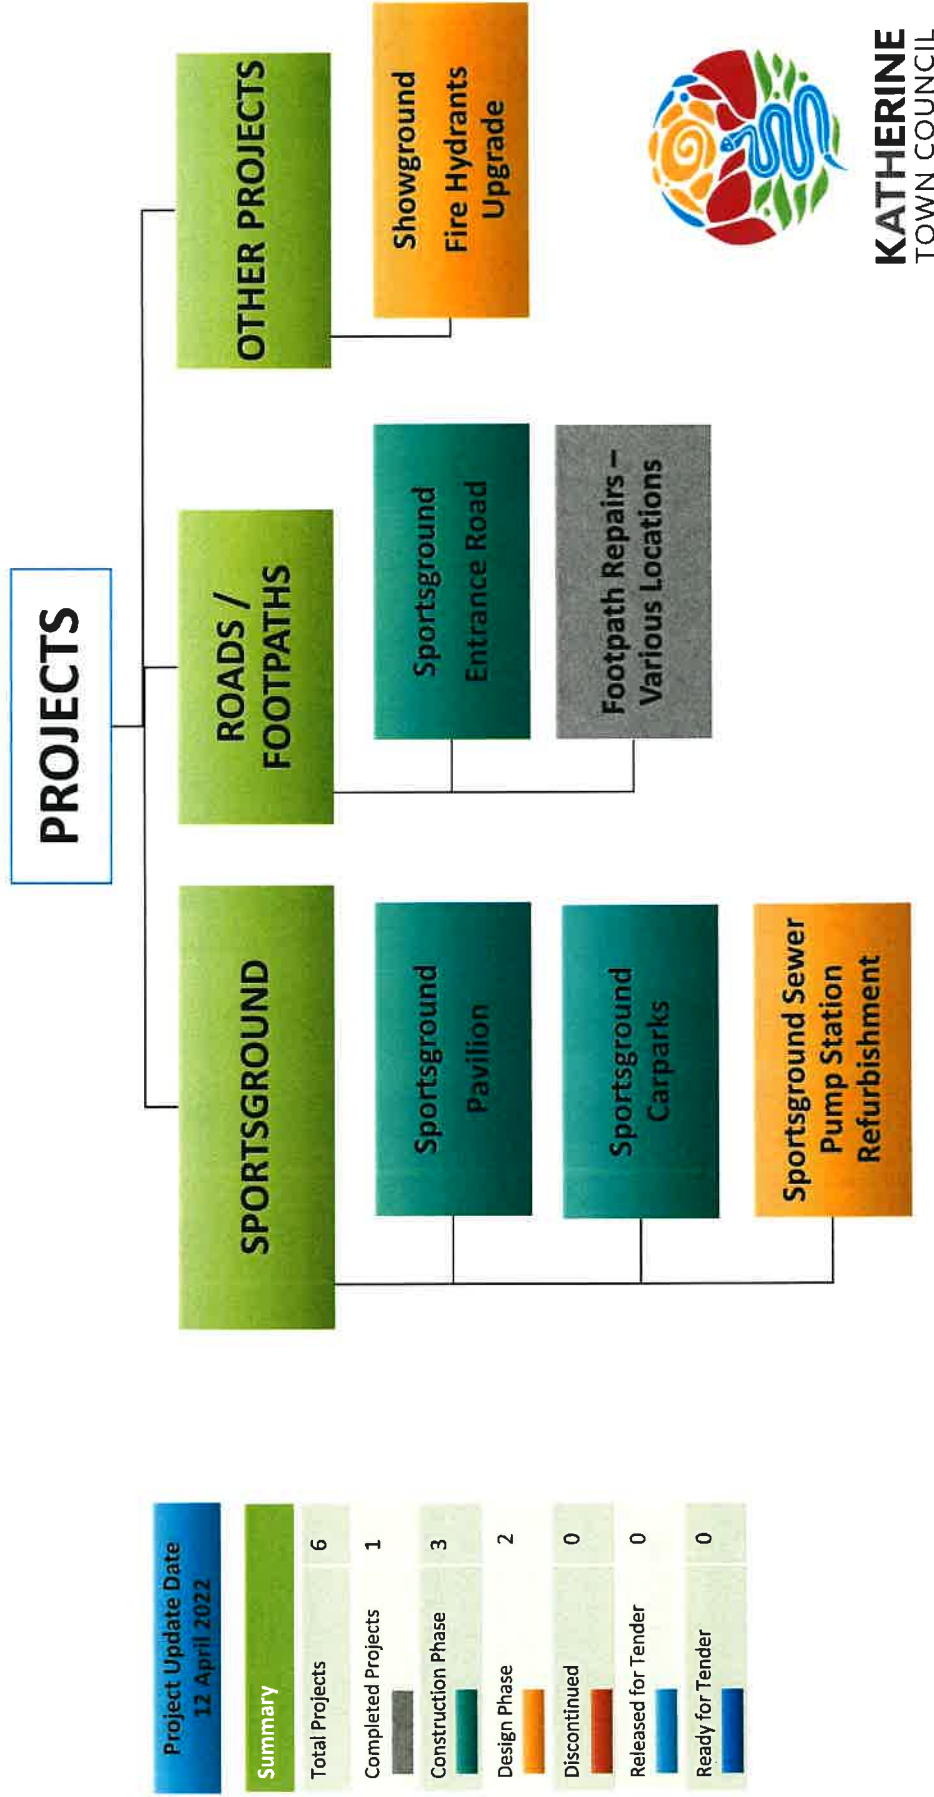 PROJECTS
SPORTSGROUND
Sportsground
Pavilion
Sportsground
Carparks
Sportsground Sewer
Pump Station
Refurbishment
ROADS /
FOOTPATHS
Sportsground
Entrance Road
Footpath Repairs –
Various Locations
OTHER PROJECTS
Showground
Fire Hydrants
Upgrade
Project Update Date
12 April 2022
Summary
Total Projects 6
Completed Projects 1
Construction Phase 3
Design Phase 2
Discontinued 0
Released for Tender 0
Ready for Tender 0
KATHERINE
TOWN COUNCIL